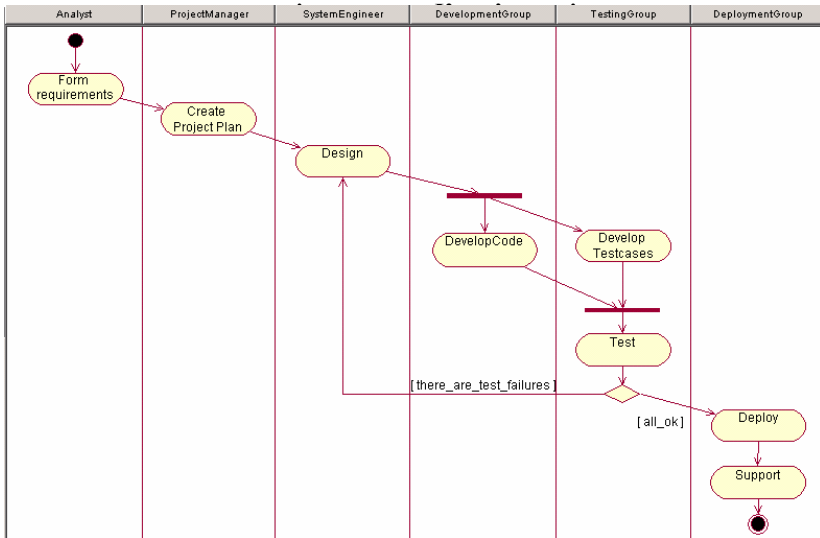 Analyst
ProjectManager
SystemEngineer
DevelopmentGroup
TestingGroup
DeploymentGroup
Form
requirements
Create
Project Plan
Design
DevelopCode
Develop
Testcases
Test
[ there_are_test_failures ]
[ all_ok ]
Deploy
Support